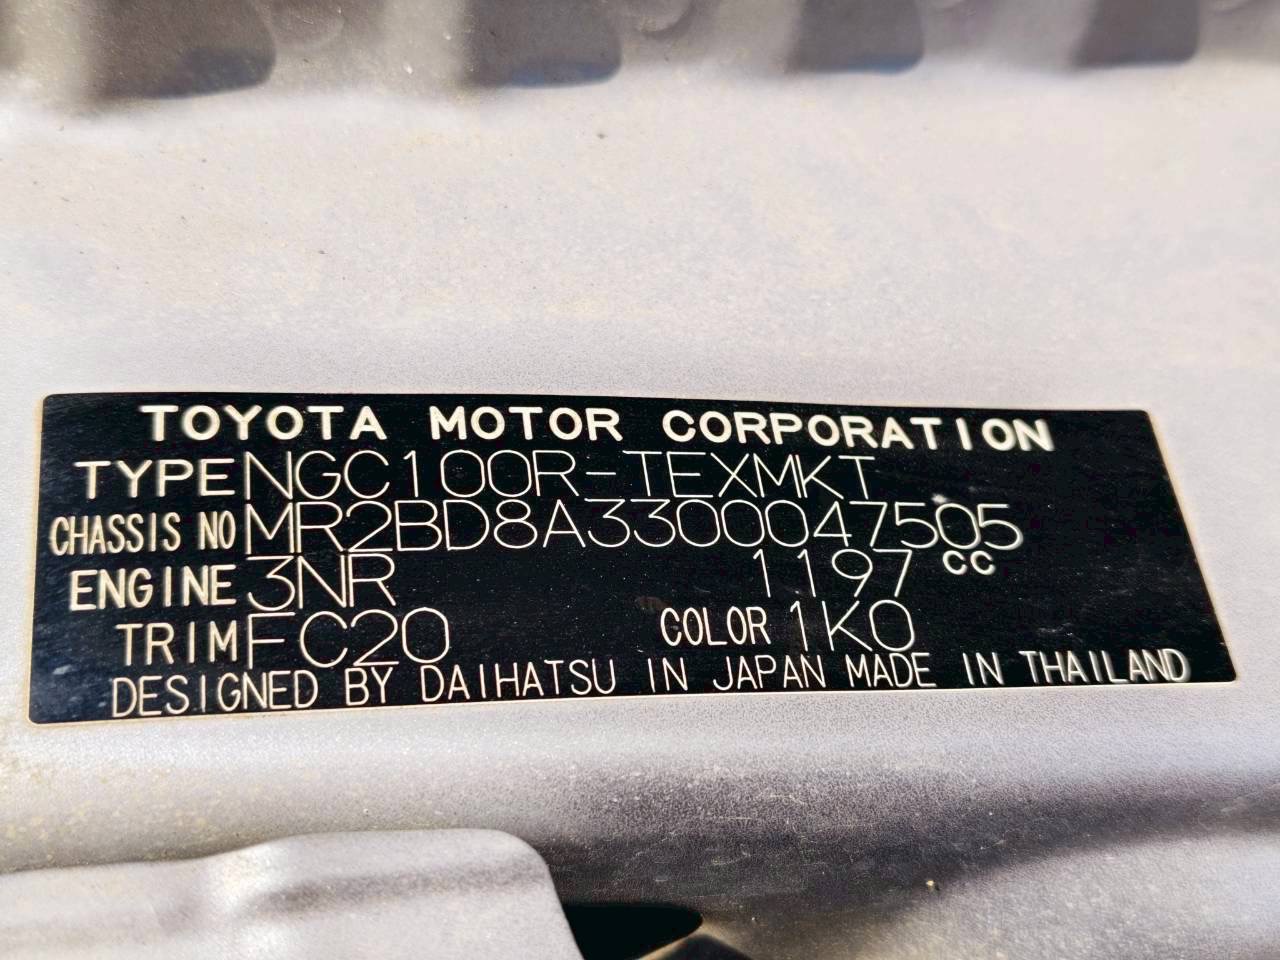 TOYOTA MOTOR CORPORATION
TYPE NGC100R-TEXMKT
CHASSIS NO MR2BD8A3300047505
ENGINE 3NR 1197 CC
TRIM FC20 COLOR 1K0
DESIGNED BY DAIHATSU IN JAPAN MADE IN THAILAND